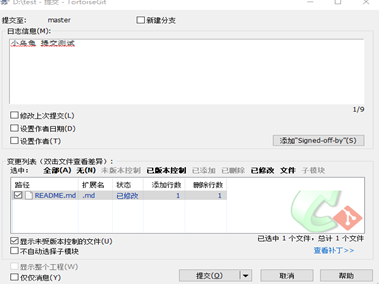 D:\test - 提交 - TortoiseGit
提交至: master 新建分支
日志信息(M):
小乌龟 提交测试
1/9
修改上次提交(L)
设置作者日期(D)
设置作者(T) 添加"Signed-off-by"(S)
变更列表（双击文件查看差异）:
选中： 全部(A) 无(N) 未版本控制 已版本控制 已添加 已删除 已修改 文件 子模块
路径 扩展名 状态 添加行数 删除行数
README.md .md 已修改 1 1
显示未受版本控制的文件(U) 已选中 1 个文件，总计 1 个文件
不自动选择子模块 查看补丁>>
显示整个工程(W)
仅仅消息(Y) 提交(O) 取消 帮助